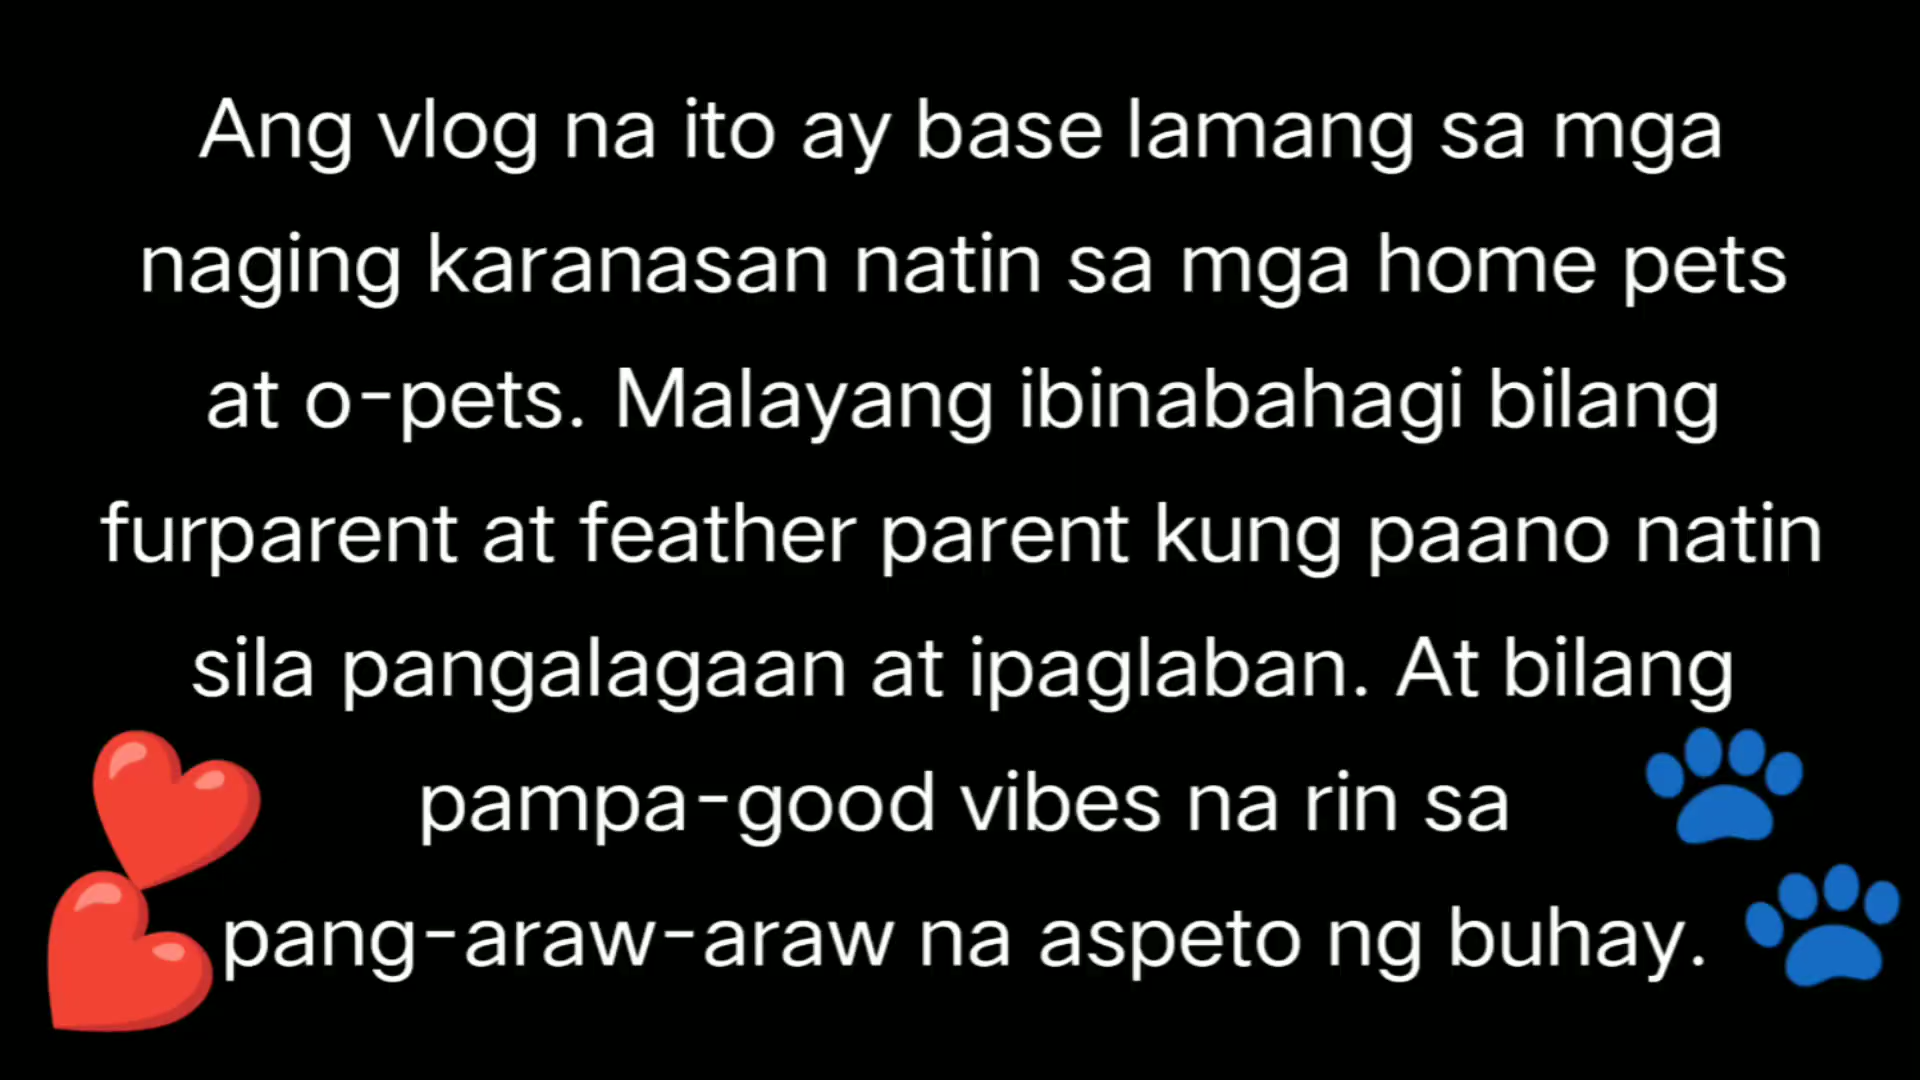 Ang vlog na ito ay base lamang sa mga
naging karanasan natin sa mga home pets
at o-pets. Malayang ibinabahagi bilang
furparent at feather parent kung paano natin
sila pangalagaan at ipaglaban. At bilang
pampa-good vibes na rin sa
pang-araw-araw na aspeto ng buhay.